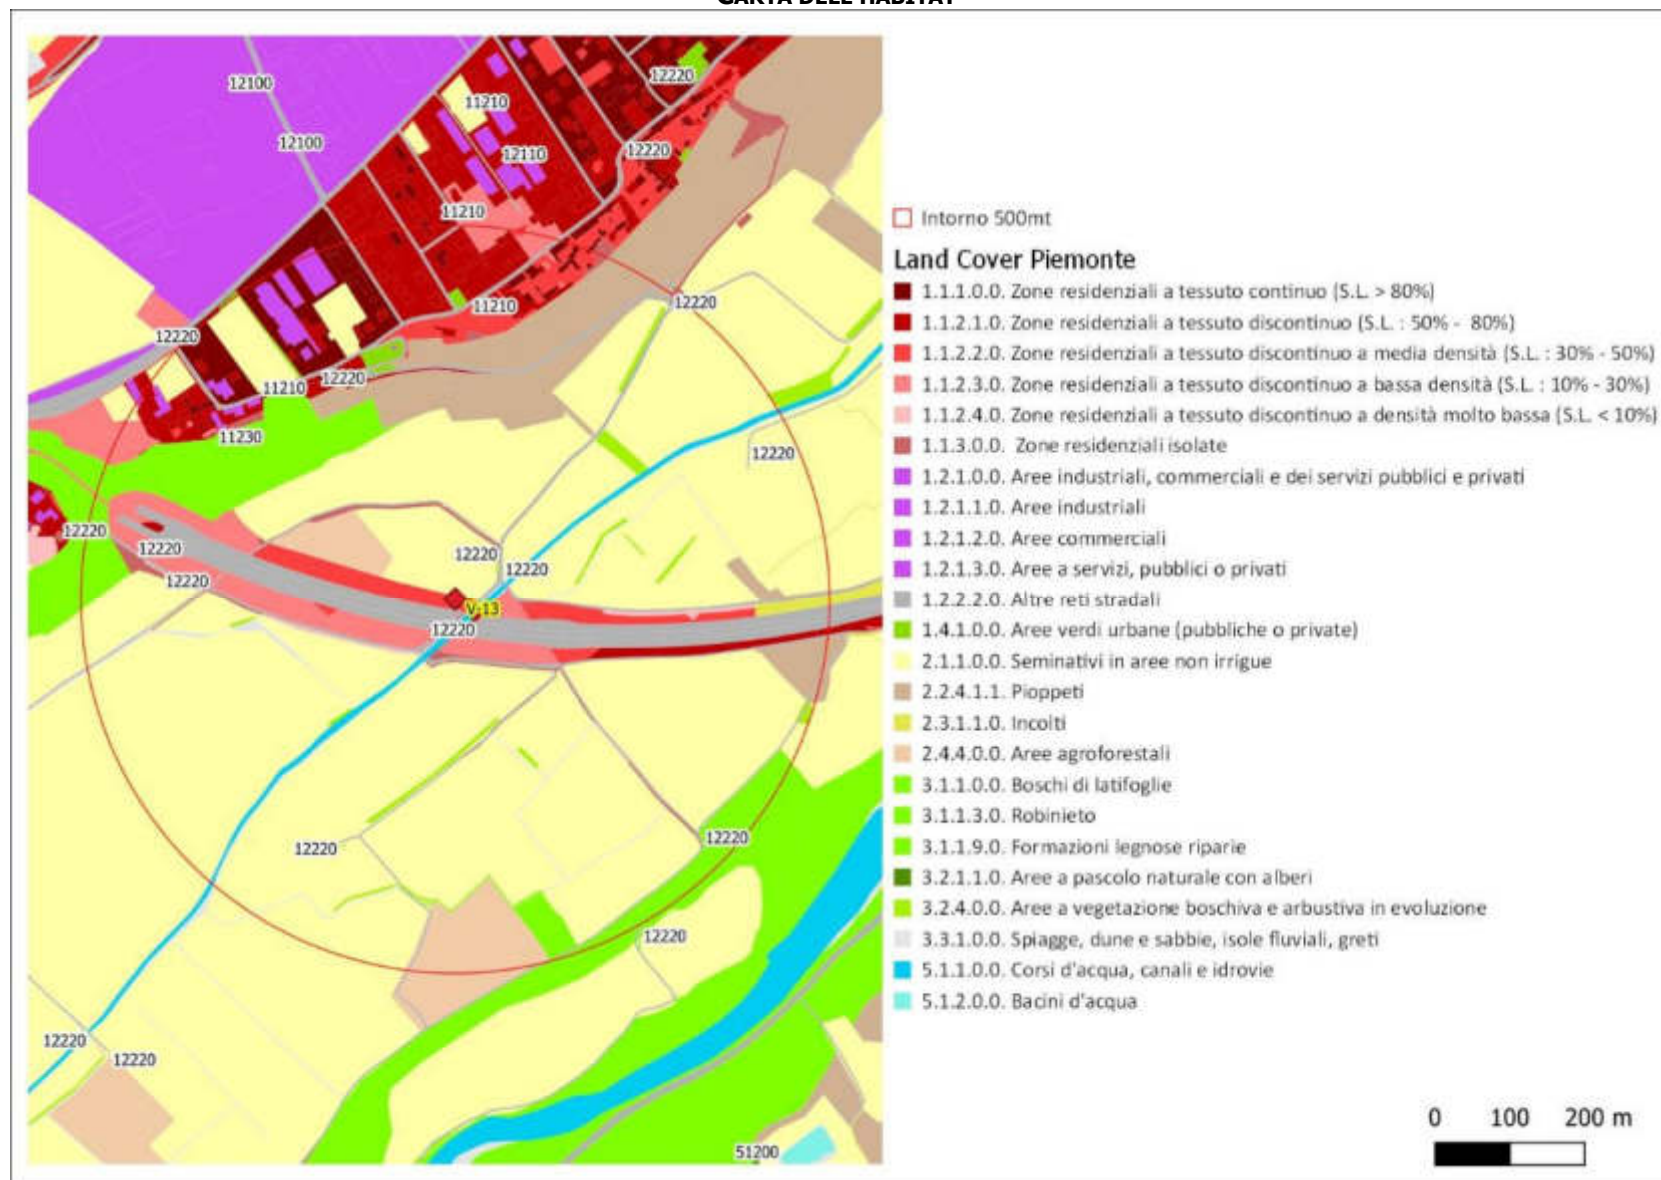 CARTA DELL'HABITAT
12100
12220
11210
12100
12110
12220
11210
11210
12220
12220
12220
11210
11230
12220
12220
12220
12220
12220
12220
V-13
12220
12220
12220
12220
12220
12220
51200
Intorno 500mt
Land Cover Piemonte
1.1.1.0.0. Zone residenziali a tessuto continuo (S.L. > 80%)
1.1.2.1.0. Zone residenziali a tessuto discontinuo (S.L. : 50% - 80%)
1.1.2.2.0. Zone residenziali a tessuto discontinuo a media densità (S.L. : 30% - 50%)
1.1.2.3.0. Zone residenziali a tessuto discontinuo a bassa densità (S.L. : 10% - 30%)
1.1.2.4.0. Zone residenziali a tessuto discontinuo a densità molto bassa (S.L. < 10%)
1.1.3.0.0. Zone residenziali isolate
1.2.1.0.0. Aree industriali, commerciali e dei servizi pubblici e privati
1.2.1.1.0. Aree industriali
1.2.1.2.0. Aree commerciali
1.2.1.3.0. Aree a servizi, pubblici o privati
1.2.2.2.0. Altre reti stradali
1.4.1.0.0. Aree verdi urbane (pubbliche o private)
2.1.1.0.0. Seminativi in aree non irrigue
2.2.4.1.1. Pioppeti
2.3.1.1.0. Incolti
2.4.4.0.0. Aree agroforestali
3.1.1.0.0. Boschi di latifoglie
3.1.1.3.0. Robinieto
3.1.1.9.0. Formazioni legnose riparie
3.2.1.1.0. Aree a pascolo naturale con alberi
3.2.4.0.0. Aree a vegetazione boschiva e arbustiva in evoluzione
3.3.1.0.0. Spiagge, dune e sabbie, isole fluviali, greti
5.1.1.0.0. Corsi d'acqua, canali e idrovie
5.1.2.0.0. Bacini d'acqua
0 100 200 m